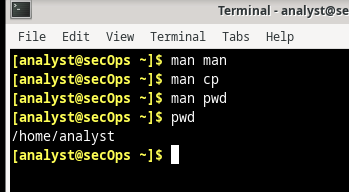 Terminal - analyst@se
File Edit View Terminal Tabs Help
[analyst@secOps ~]$ man man
[analyst@secOps ~]$ man cp
[analyst@secOps ~]$ man pwd
[analyst@secOps ~]$ pwd
/home/analyst
[analyst@secOps ~]$